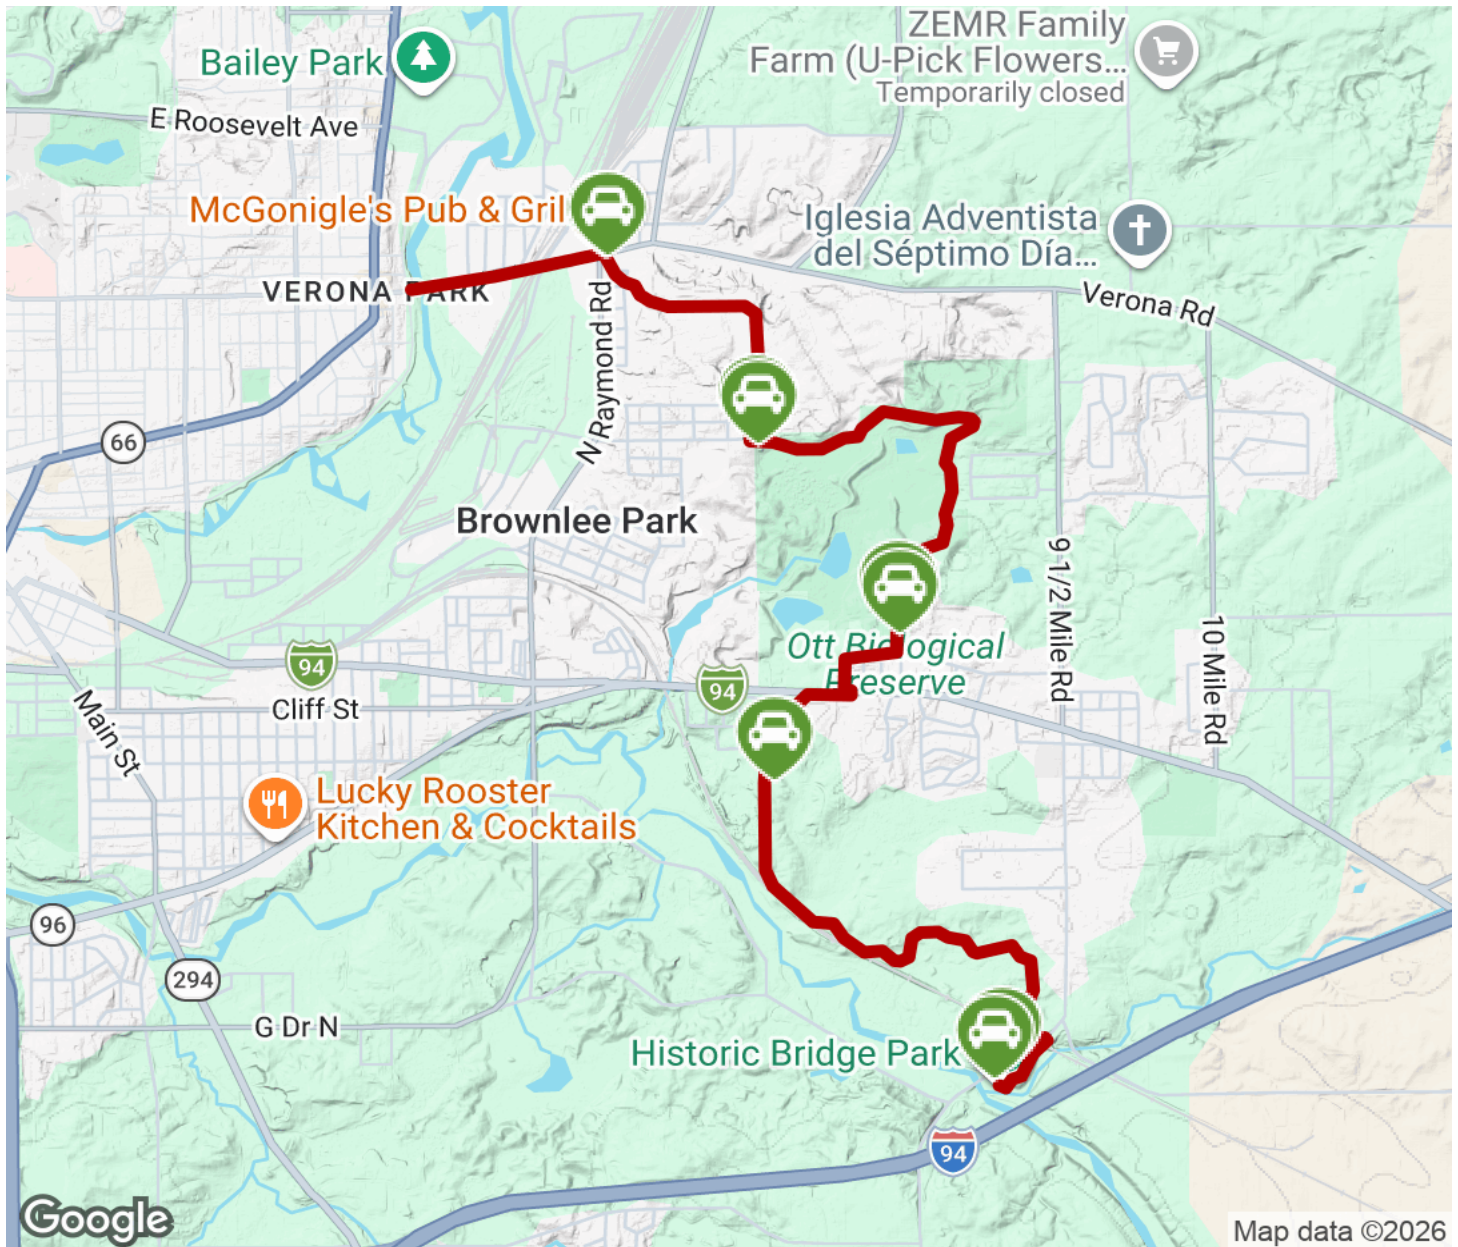 ZEMR Family
Farm (U-Pick Flowers...
Temporarily closed
Bailey Park
E Roosevelt Ave
McGonigle's Pub & Gril
Iglesia Adventista
del Séptimo Día...
VERONA PARK
Verona Rd
N Raymond Rd
66
Brownlee Park
9 1/2 Mile Rd
10 Mile Rd
Ott Biological
Preserve
94
94
Cliff St
Main St
Lucky Rooster
Kitchen & Cocktails
96
294
G Dr N
Historic Bridge Park
94
Google
Map data ©2026